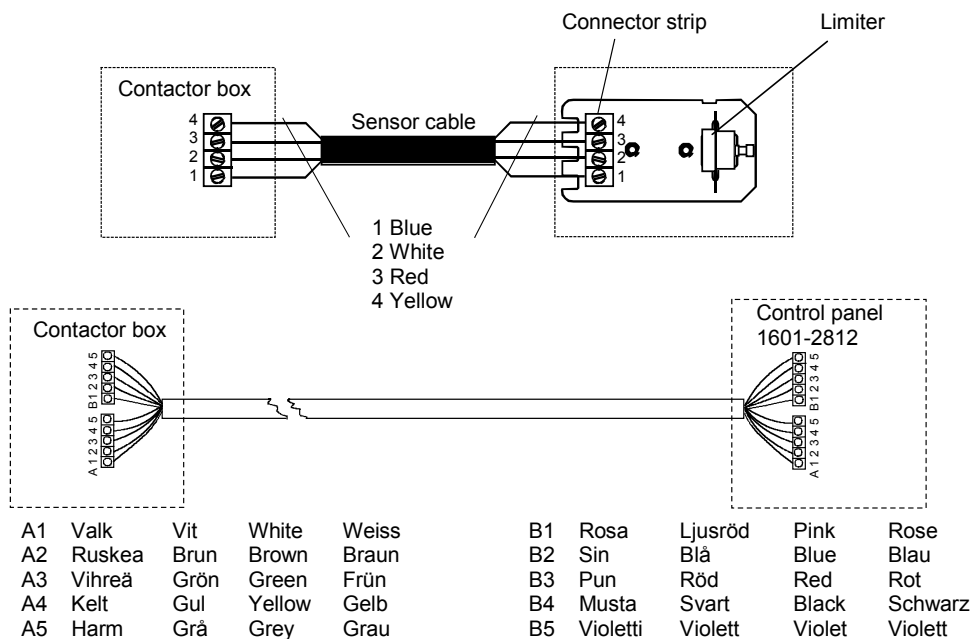 Connector strip
Limiter
Contactor box
Sensor cable
4
3
2
1
4
3
2
1
1 Blue
2 White
3 Red
4 Yellow
Contactor box
A 1 2 3 4 5
B 1 2 3 4 5
Control panel
1601-2812
A 1 2 3 4 5
B 1 2 3 4 5
A1 Valk Vit White Weiss
A2 Ruskea Brun Brown Braun
A3 Vihreä Grön Green Frün
A4 Kelt Gul Yellow Gelb
A5 Harm Grå Grey Grau
B1 Rosa Ljusröd Pink Rose
B2 Sin Blå Blue Blau
B3 Pun Röd Red Rot
B4 Musta Svart Black Schwarz
B5 Violetti Violett Violet Violett